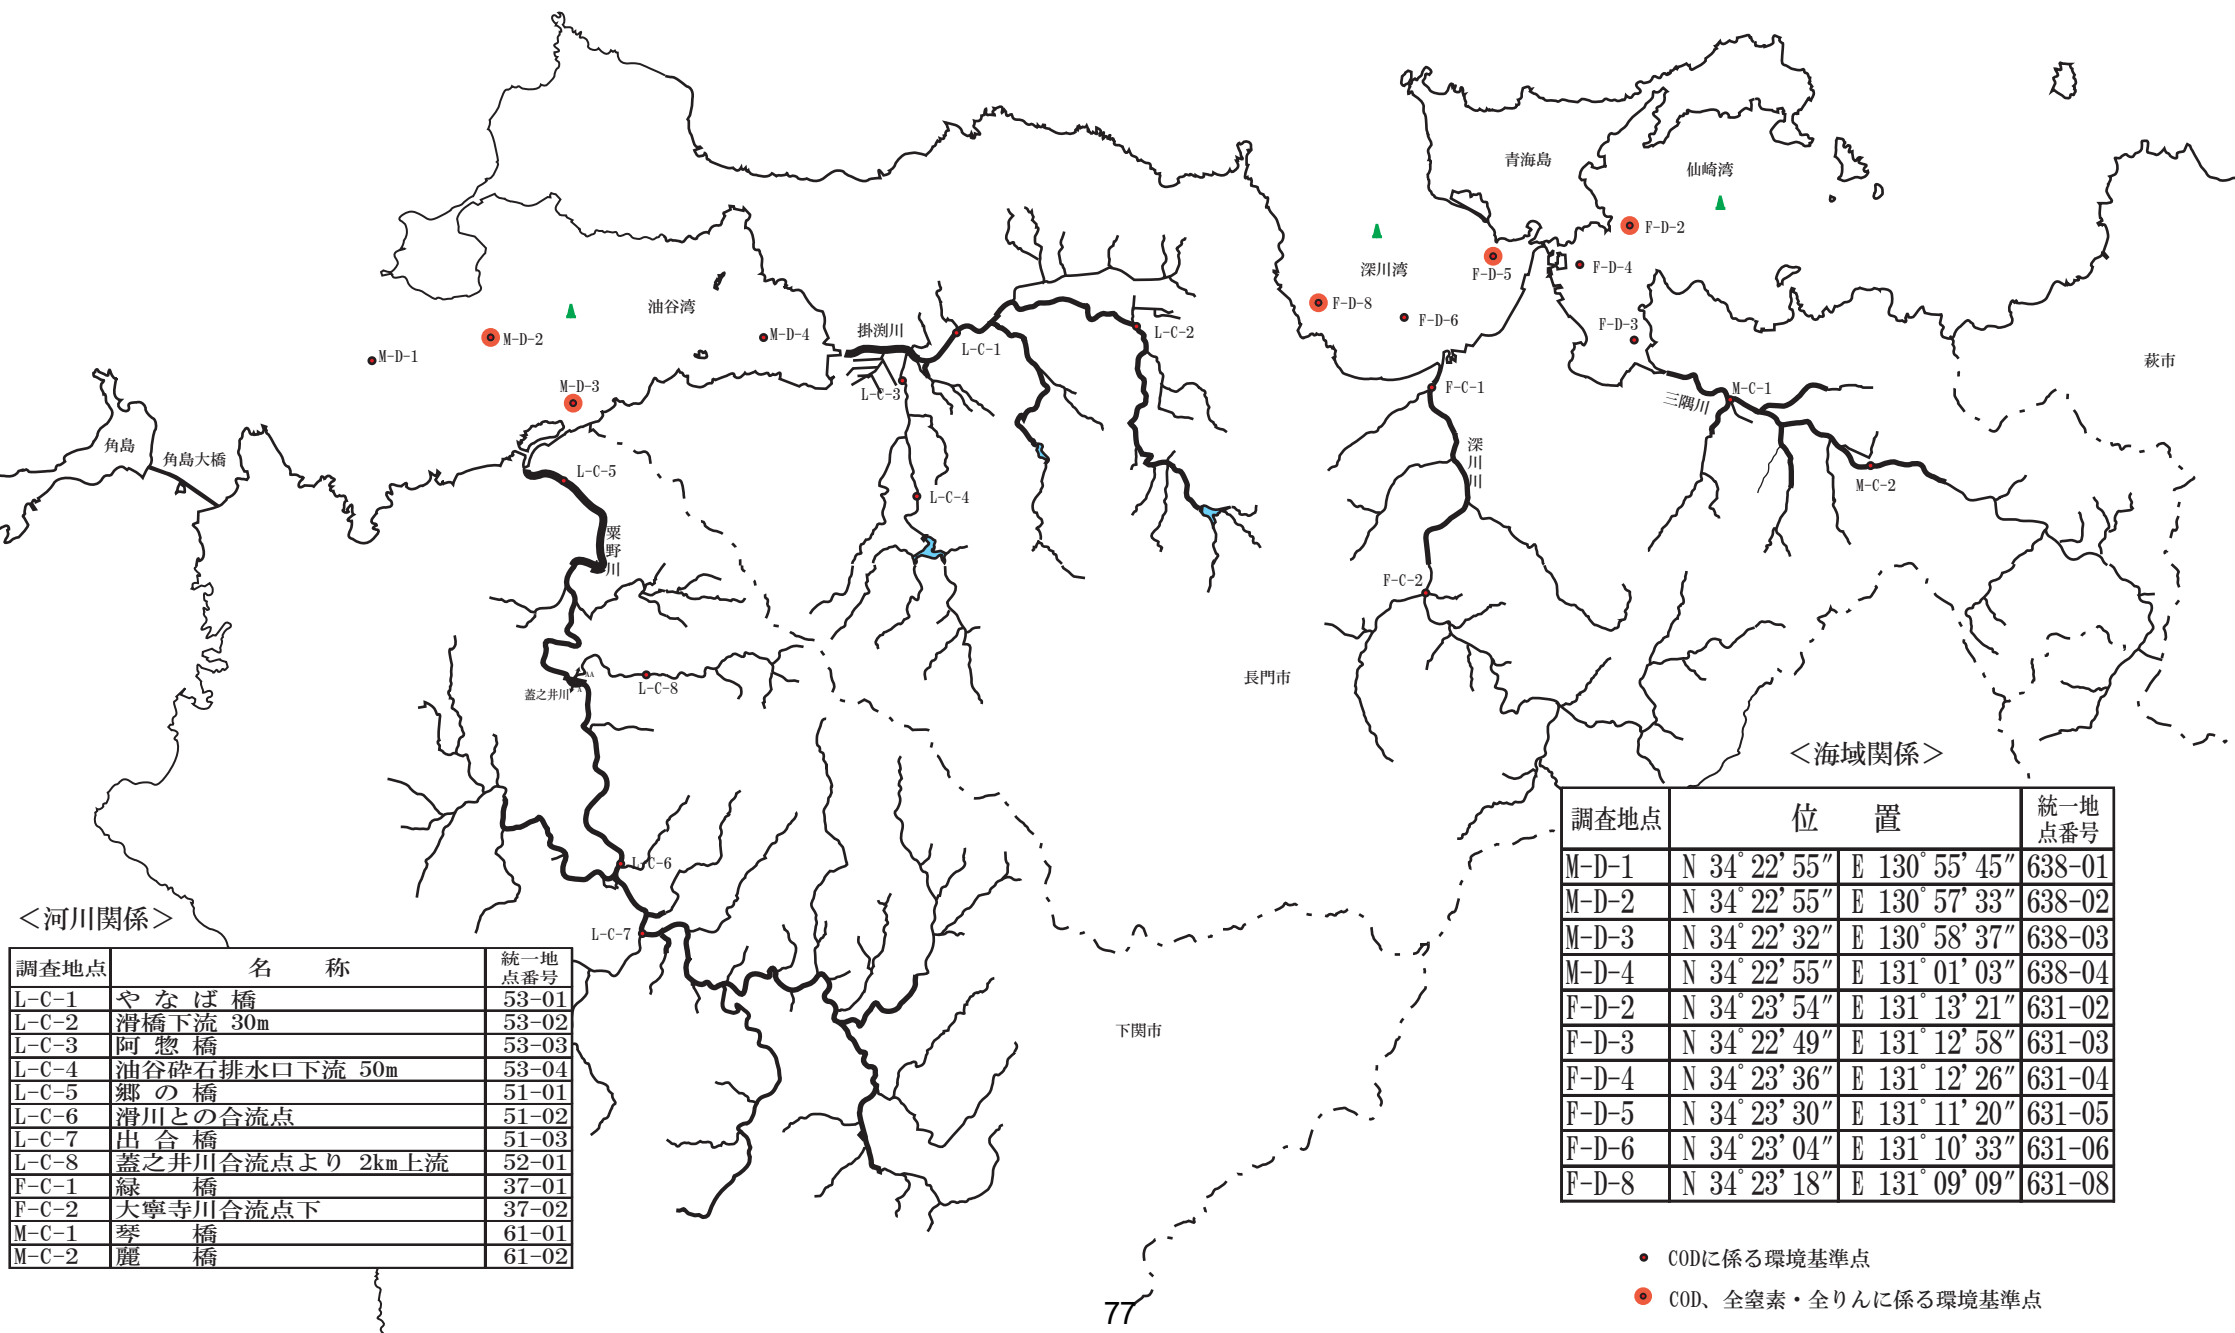 青海島
仙崎湾
F-D-2
F-D-5
F-D-4
深川湾
F-D-8
F-D-6
F-D-3
油谷湾
M-D-1
M-D-2
M-D-3
M-D-4
掛渕川
L-C-1
L-C-2
L-C-3
L-C-4
F-C-1
三隅川
M-C-1
M-C-2
萩市
角島
角島大橋
L-C-5
粟野川
深川川
F-C-2
蓋之井川
L-C-8
長門市
L-C-6
L-C-7
下関市
<河川関係>
調査地点 名 称 統一地点番号
L-C-1 やなば橋 53-01
L-C-2 滑橋下流 30m 53-02
L-C-3 阿惣橋 53-03
L-C-4 油谷砕石排水口下流 50m 53-04
L-C-5 郷の橋 51-01
L-C-6 滑川との合流点 51-02
L-C-7 出合橋 51-03
L-C-8 蓋之井川合流点より 2km上流 52-01
F-C-1 緑 橋 37-01
F-C-2 大寧寺川合流点下 37-02
M-C-1 琴 橋 61-01
M-C-2 麗 橋 61-02
<海域関係>
調査地点 位 置 統一地点番号
M-D-1 N 34°22'55" E 130°55'45" 638-01
M-D-2 N 34°22'55" E 130°57'33" 638-02
M-D-3 N 34°22'32" E 130°58'37" 638-03
M-D-4 N 34°22'55" E 131°01'03" 638-04
F-D-2 N 34°23'54" E 131°13'21" 631-02
F-D-3 N 34°22'49" E 131°12'58" 631-03
F-D-4 N 34°23'36" E 131°12'26" 631-04
F-D-5 N 34°23'30" E 131°11'20" 631-05
F-D-6 N 34°23'04" E 131°10'33" 631-06
F-D-8 N 34°23'18" E 131°09'09" 631-08
CODに係る環境基準点
COD、全窒素・全りんに係る環境基準点
77